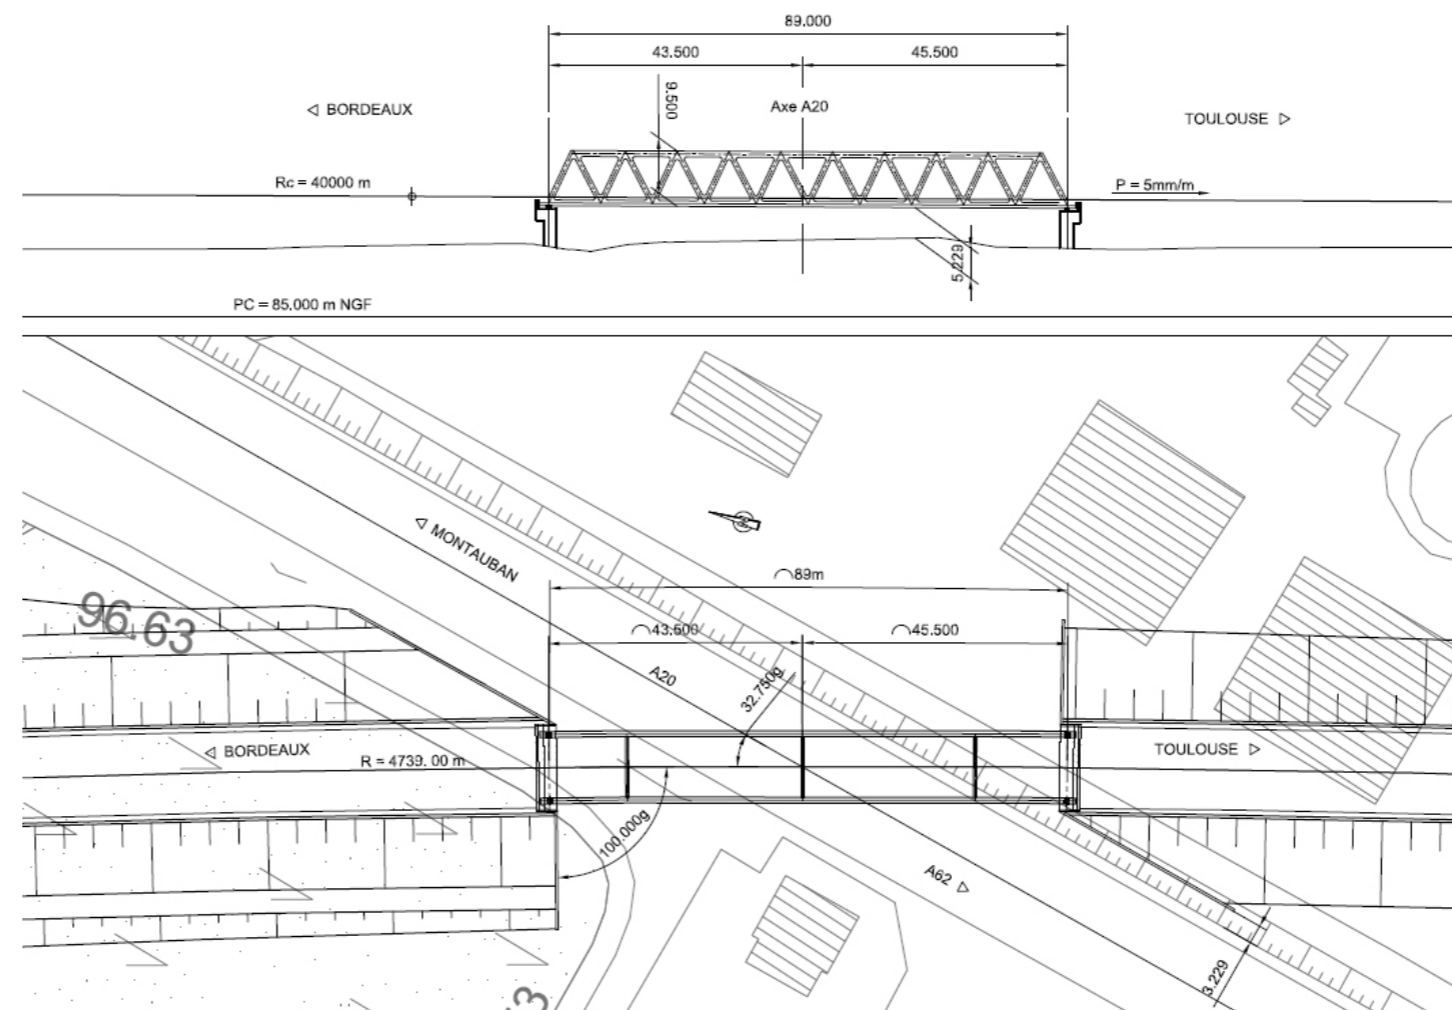 89.000
43.500 45.500
9.500
◁ BORDEAUX
Axe A20
TOULOUSE ▷
Rc = 40000 m
P = 5mm/m
5.229
PC = 85.000 m NGF
◁ MONTAUBAN
89m
96.63
43.500 45.500
A20
32.750g
◁ BORDEAUX
R = 4739. 00 m
TOULOUSE ▷
100.000g
A62 ▷
3.229